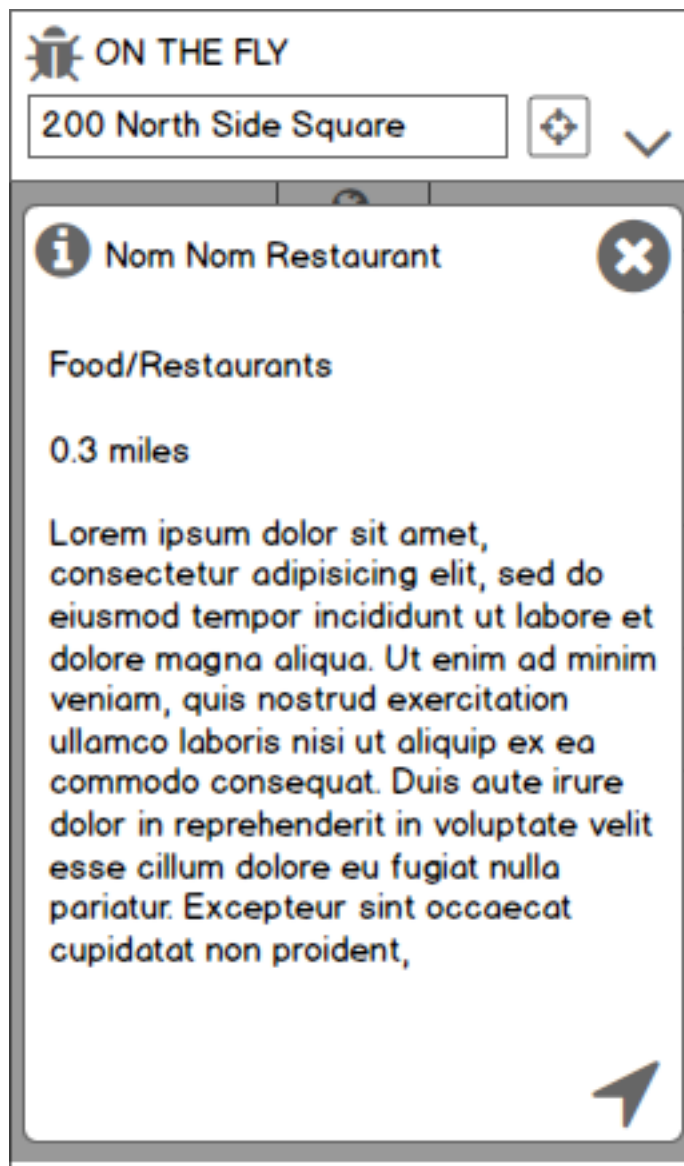 ON THE FLY
200 North Side Square
Nom Nom Restaurant
Food/Restaurants
0.3 miles
Lorem ipsum dolor sit amet,
consectetur adipisicing elit, sed do
eiusmod tempor incididunt ut labore et
dolore magna aliqua. Ut enim ad minim
veniam, quis nostrud exercitation
ullamco laboris nisi ut aliquip ex ea
commodo consequat. Duis aute irure
dolor in reprehenderit in voluptate velit
esse cillum dolore eu fugiat nulla
pariatur. Excepteur sint occaecat
cupidatat non proident,